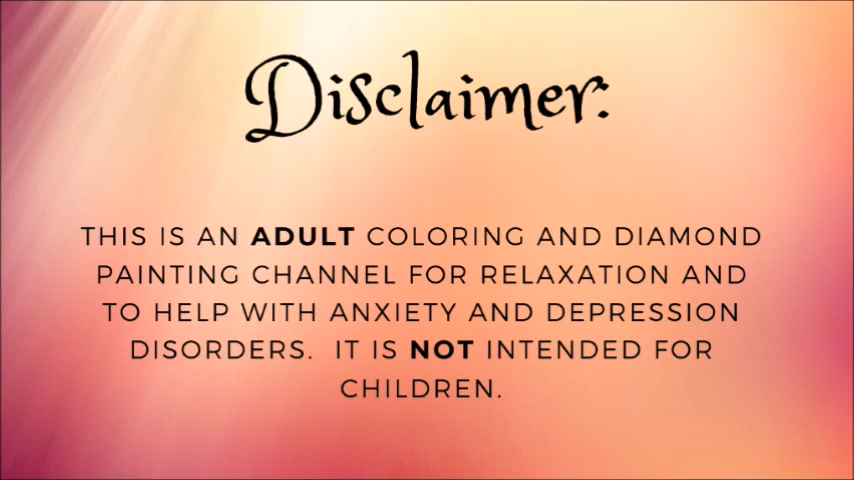 Disclaimer:
THIS IS AN ADULT COLORING AND DIAMOND
PAINTING CHANNEL FOR RELAXATION AND
TO HELP WITH ANXIETY AND DEPRESSION
DISORDERS.  IT IS NOT INTENDED FOR
CHILDREN.